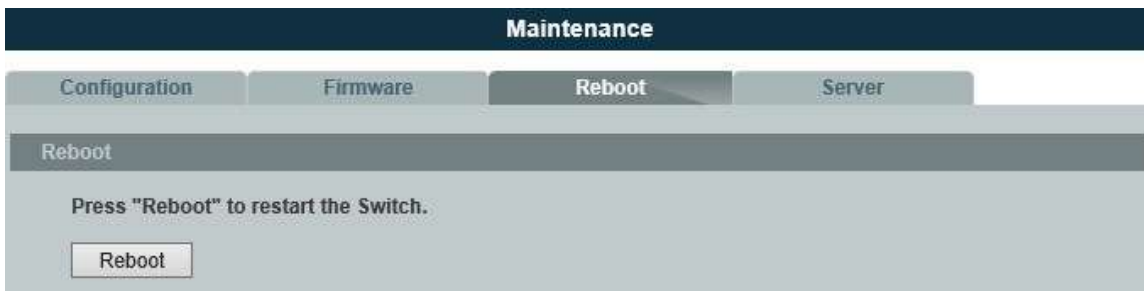 Maintenance
Configuration Firmware Reboot Server
Reboot
Press "Reboot" to restart the Switch.
Reboot